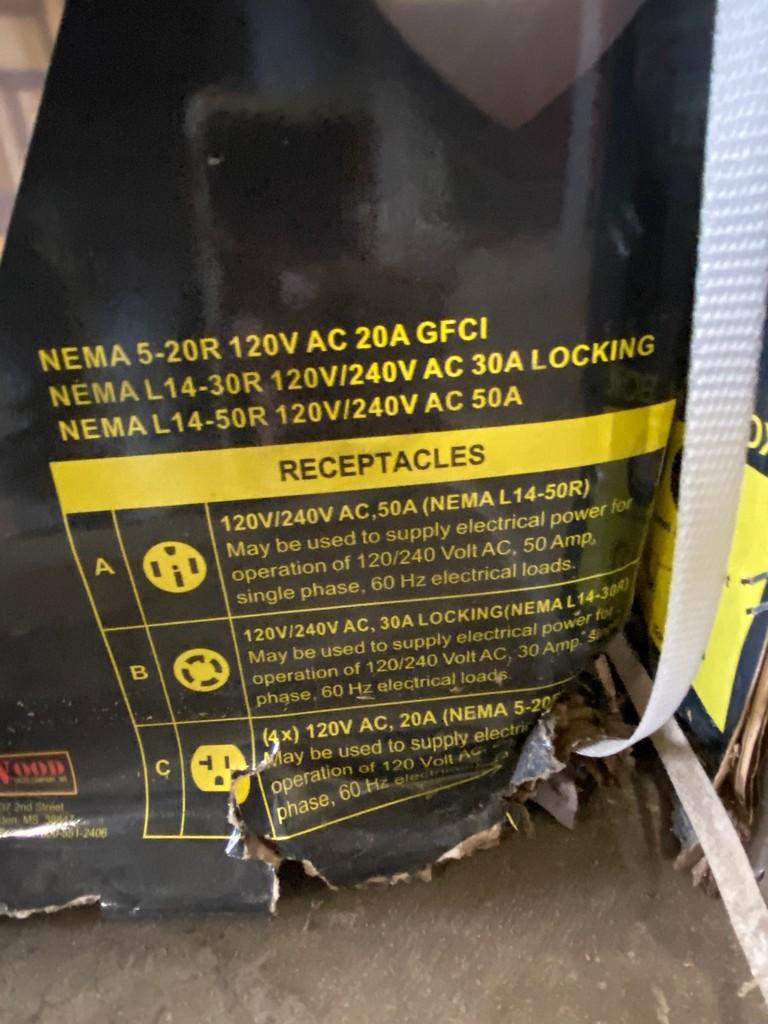 NEMA 5-20R 120V AC 20A GFCI
NEMA L14-30R 120V/240V AC 30A LOCKING
NEMA L14-50R 120V/240V AC 50A
RECEPTACLES
A
120V/240V AC,50A (NEMA L14-50R)
May be used to supply electrical power for
operation of 120/240 Volt AC, 50 Amp,
single phase, 60 Hz electrical loads.
B
120V/240V AC, 30A LOCKING(NEMA L14-30R)
May be used to supply electrical power for
operation of 120/240 Volt AC, 30 Amp,
phase, 60 Hz electrical loads.
C
(4x) 120V AC, 20A (NEMA 5-20
May be used to supply
operation of 120 Volt AC,
phase, 60 Hz
2nd Street
MS,
-2406